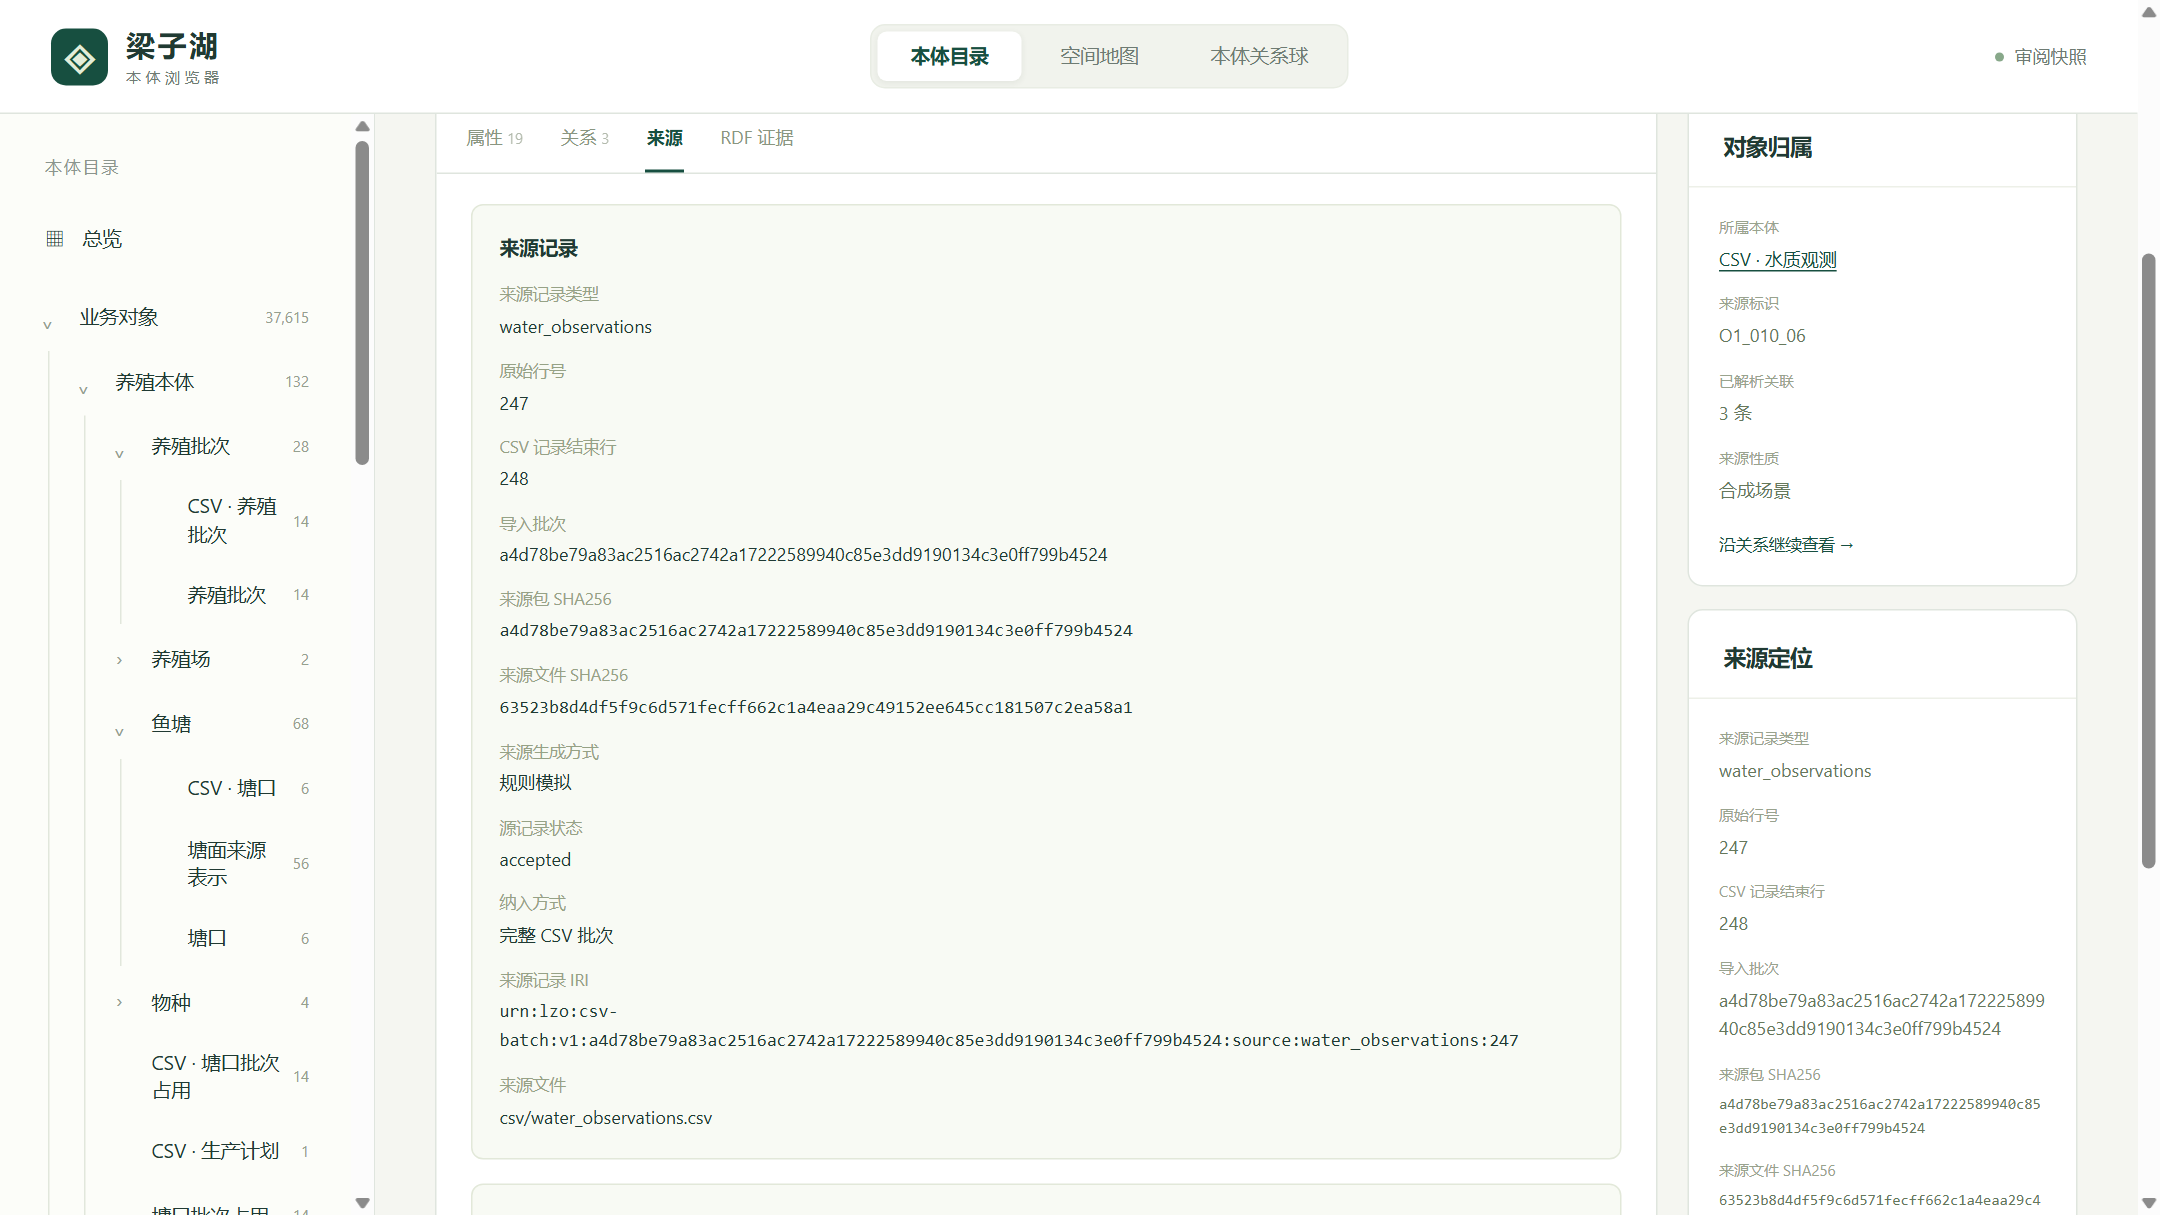 梁子湖
本体浏览器
本体目录
空间地图
本体关系球
审阅快照
本体目录
总览
业务对象 37,615
养殖本体 132
养殖批次 28
CSV · 养殖
批次 14
养殖批次 14
养殖场 2
鱼塘 68
CSV · 塘口 6
塘面来源
表示 56
塘口 6
物种 4
CSV · 塘口批次
占用 14
CSV · 生产计划 1
塘口批次占用 14
属性 19
关系 3
来源
RDF 证据
来源记录
来源记录类型
water_observations
原始行号
247
CSV 记录结束行
248
导入批次
a4d78be79a83ac2516ac2742a17222589940c85e3dd9190134c3e0ff799b4524
来源包 SHA256
a4d78be79a83ac2516ac2742a17222589940c85e3dd9190134c3e0ff799b4524
来源文件 SHA256
63523b8d4df5f9c6d571fecff662c1a4eaa29c49152ee645cc181507c2ea58a1
来源生成方式
规则模拟
源记录状态
accepted
纳入方式
完整 CSV 批次
来源记录 IRI
urn:lzo:csv-
batch:v1:a4d78be79a83ac2516ac2742a17222589940c85e3dd9190134c3e0ff799b4524:source:water_observations:247
来源文件
csv/water_observations.csv
对象归属
所属本体
CSV · 水质观测
来源标识
O1_010_06
已解析关联
3 条
来源性质
合成场景
沿关系继续查看 →
来源定位
来源记录类型
water_observations
原始行号
247
CSV 记录结束行
248
导入批次
a4d78be79a83ac2516ac2742a172225899
40c85e3dd9190134c3e0ff799b4524
来源包 SHA256
a4d78be79a83ac2516ac2742a17222589940c85
e3dd9190134c3e0ff799b4524
来源文件 SHA256
63523b8d4df5f9c6d571fecff662c1a4eaa29c4